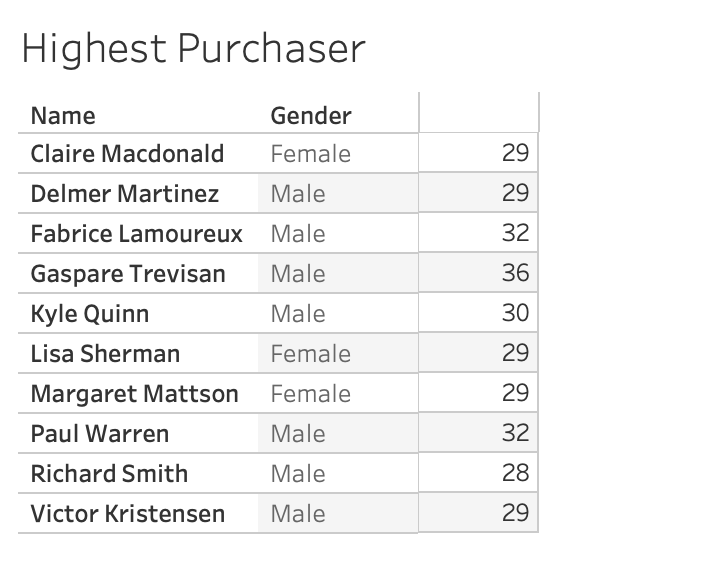 Highest Purchaser
Name Gender
Claire Macdonald Female 29
Delmer Martinez Male 29
Fabrice Lamoureux Male 32
Gaspare Trevisan Male 36
Kyle Quinn Male 30
Lisa Sherman Female 29
Margaret Mattson Female 29
Paul Warren Male 32
Richard Smith Male 28
Victor Kristensen Male 29